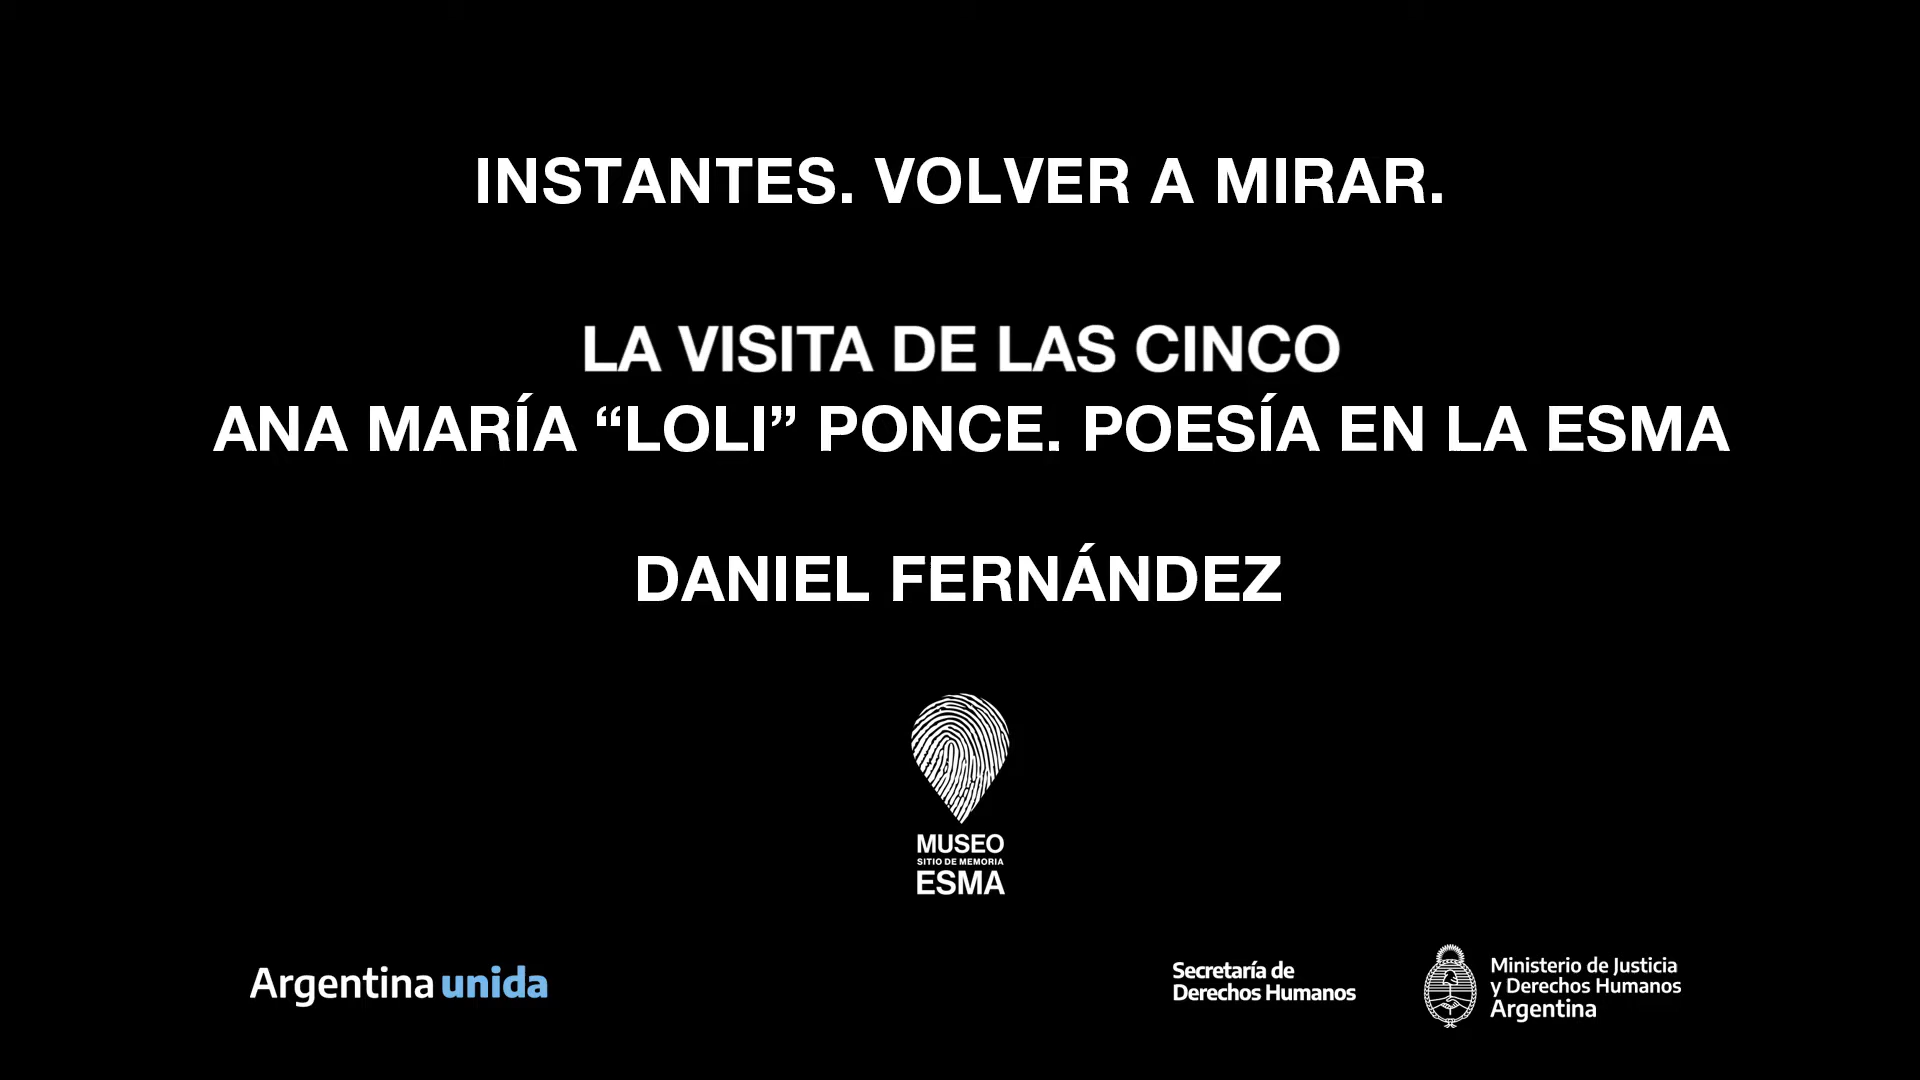 INSTANTES. VOLVER A MIRAR.
LA VISITA DE LAS CINCO
ANA MARÍA “LOLI” PONCE. POESÍA EN LA ESMA
DANIEL FERNÁNDEZ
MUSEO
SITIO DE MEMORIA
ESMA
Argentina unida
Secretaría de
Derechos Humanos
Ministerio de Justicia
y Derechos Humanos
Argentina